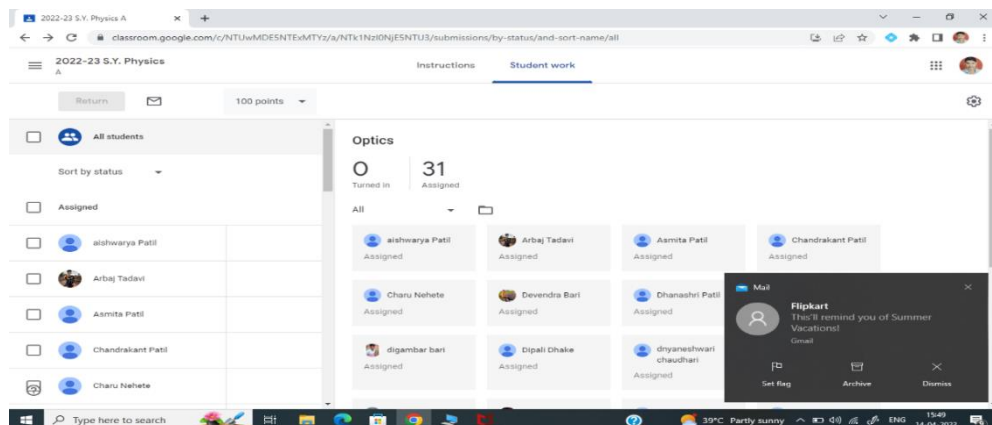 2022-23 S.Y. Physics A
classroom.google.com/c/NTUwMDE5NTExMTYz/a/NTk1NzI0NjE5NTU3/submissions/by-status/and-sort-name/all
2022-23 S.Y. Physics
A
Instructions
Student work
Return
100 points
All students
Sort by status
Assigned
aishwarya Patil
Arbaj Tadavi
Asmita Patil
Chandrakant Patil
Charu Nehete
Optics
0
31
Turned in
Assigned
All
aishwarya Patil
Assigned
Arbaj Tadavi
Assigned
Asmita Patil
Assigned
Chandrakant Patil
Assigned
Charu Nehete
Assigned
Devendra Bari
Assigned
Dhanashri Patil
Assigned
digambar bari
Assigned
Dipali Dhake
Assigned
dnyaneshwari
chaudhari
Assigned
Mail
Flipkart
This'll remind you of Summer
Vacations!
Gmail
Set flag
Archive
Dismiss
Type here to search
39°C Partly sunny
ENG
15:49
14-04-2023